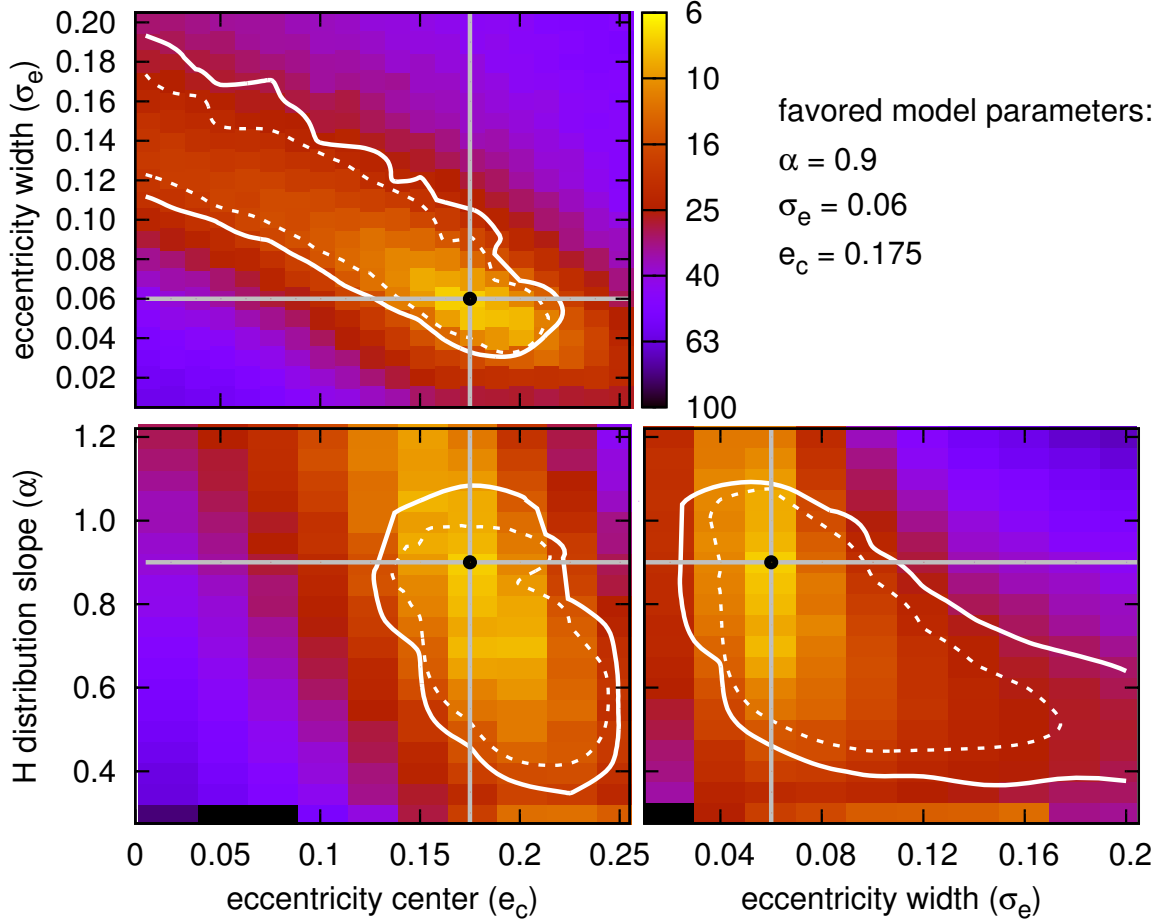 0.20
0.18
0.16
0.14
0.12
0.10
0.08
0.06
0.04
0.02
eccentricity width (σe)
6
10
16
25
40
63
100
favored model parameters:
α = 0.9
σe = 0.06
ec = 0.175
1.2
1.0
0.8
0.6
0.4
H distribution slope (α)
0 0.05 0.1 0.15 0.2 0.25
eccentricity center (ec)
0.04 0.08 0.12 0.16 0.2
eccentricity width (σe)